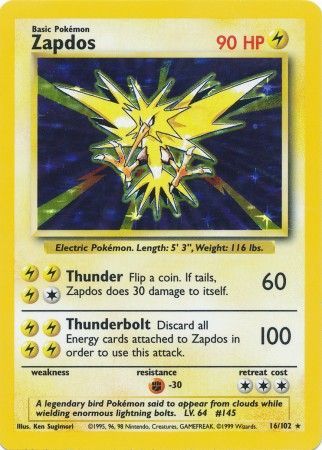 Basic Pokémon
Zapdos
90 HP
Electric Pokémon. Length: 5' 3", Weight: 116 lbs.
Thunder Flip a coin. If tails,
Zapdos does 30 damage to itself.
60
Thunderbolt Discard all
Energy cards attached to Zapdos in
order to use this attack.
100
weakness
resistance
retreat cost
-30
A legendary bird Pokémon said to appear from clouds while
wielding enormous lightning bolts. LV. 64 #145
Illus. Ken Sugimori
©1995, 96, 98 Nintendo, Creatures, GAMEFREAK. ©1999 Wizards.
16/102 ★